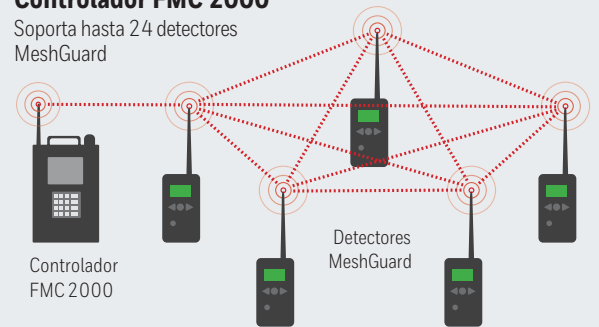 Controlador FMC 2000
Soporta hasta 24 detectores
MeshGuard
Detectores
MeshGuard
Controlador
FMC 2000